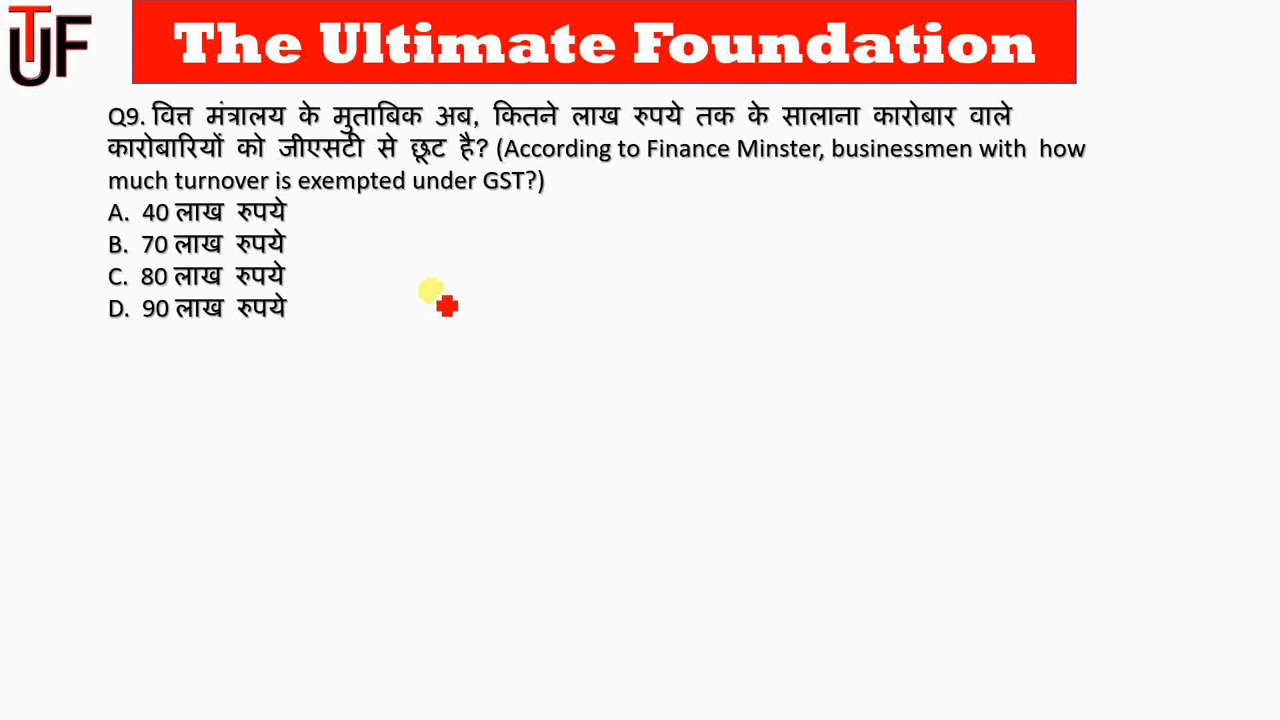 TUF
The Ultimate Foundation
Q9. वित्त मंत्रालय के मुताबिक अब, कितने लाख रुपये तक के सालाना कारोबार वाले
कारोबारियों को जीएसटी से छूट है? (According to Finance Minster, businessmen with how
much turnover is exempted under GST?)
A. 40 लाख रुपये
B. 70 लाख रुपये
C. 80 लाख रुपये
D. 90 लाख रुपये